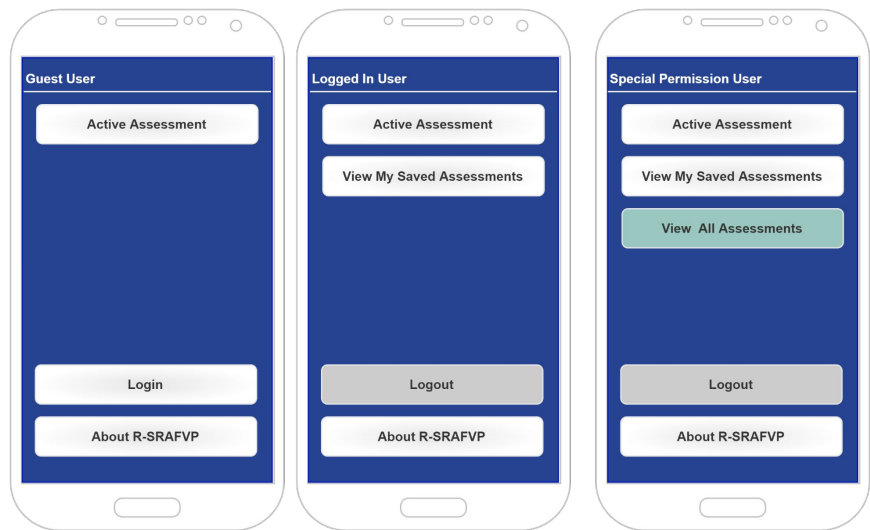 Guest User
Active Assessment
Login
About R-SRAFVP
Logged In User
Active Assessment
View My Saved Assessments
Logout
About R-SRAFVP
Special Permission User
Active Assessment
View My Saved Assessments
View All Assessments
Logout
About R-SRAFVP